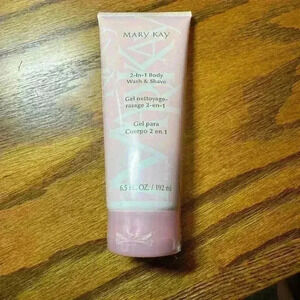 MARY KAY
2-In-1 Body
Wash & Shave
Gel nettoyage-
rasage 2-en-1
Gel para
Cuerpo 2 en 1
6.5 FL. OZ. / 192 ml